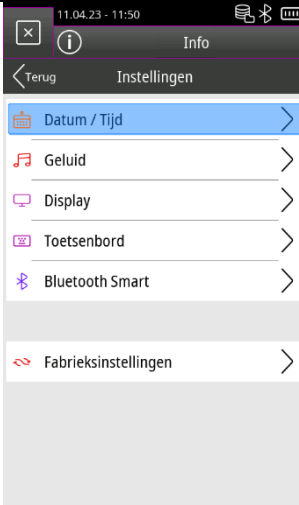 11.04.23 - 11:50
Info
Terug
Instellingen
Datum / Tijd
Geluid
Display
Toetsenbord
Bluetooth Smart
Fabrieksinstellingen